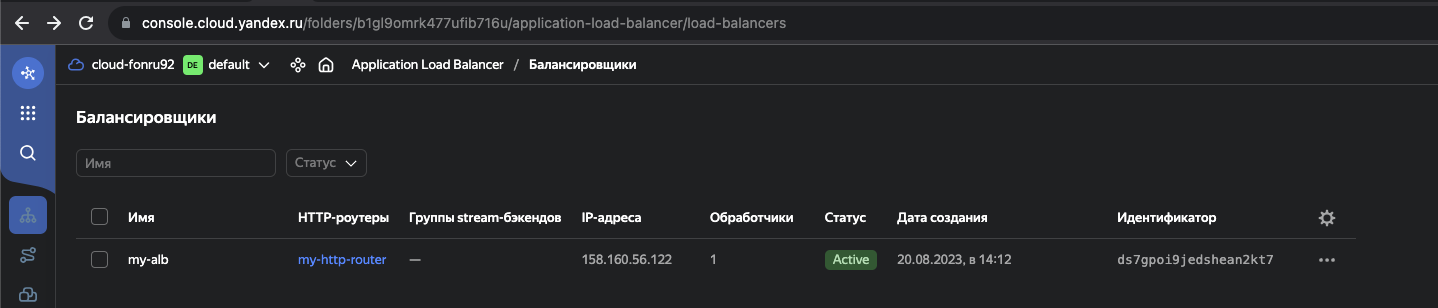 console.cloud.yandex.ru/folders/b1gl9omrk477ufib716u/application-load-balancer/load-balancers
cloud-fonru92 DE default Application Load Balancer / Балансировщики
Балансировщики
Имя Статус
Имя HTTP-роутеры Группы stream-бэкендов IP-адреса Обработчики Статус Дата создания Идентификатор
my-alb my-http-router — 158.160.56.122 1 Active 20.08.2023, в 14:12 ds7gpoi9jedshean2kt7